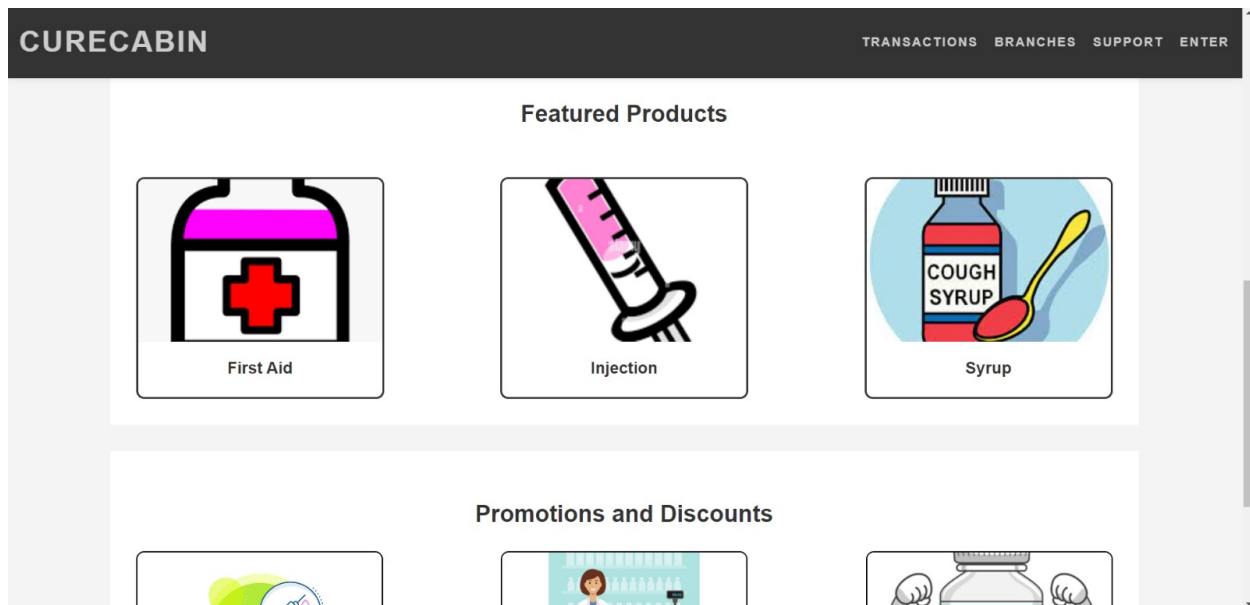 CURECABIN
TRANSACTIONS BRANCHES SUPPORT ENTER
Featured Products
COUGH
SYRUP
First Aid
Injection
Syrup
Promotions and Discounts